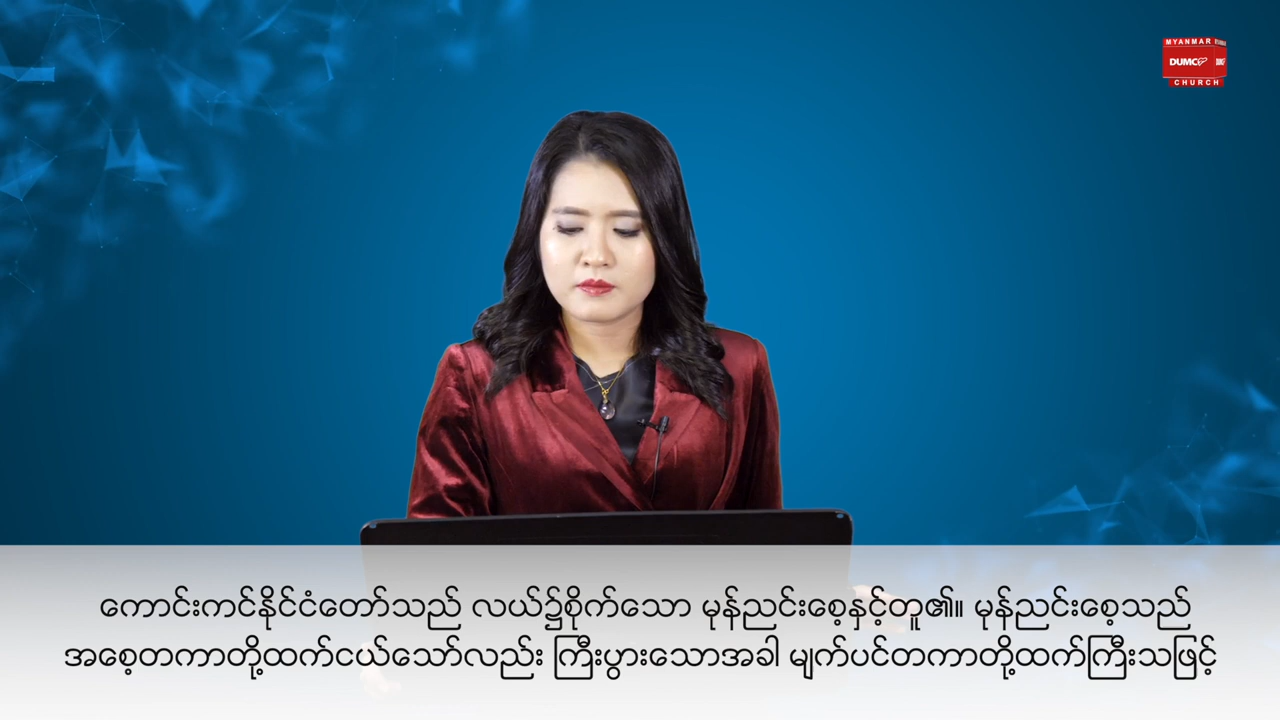 MYANMAR
DUMC
CHURCH
ကောင်းကင်နိုင်ငံတော်သည် လယ်၌စိုက်သော မုန်ညင်းစေ့နှင့်တူ၏။ မုန်ညင်းစေ့သည်
အစေ့တကာတို့ထက်ငယ်သော်လည်း ကြီးပွားသောအခါ မျက်ပင်တကာတို့ထက်ကြီးသဖြင့်